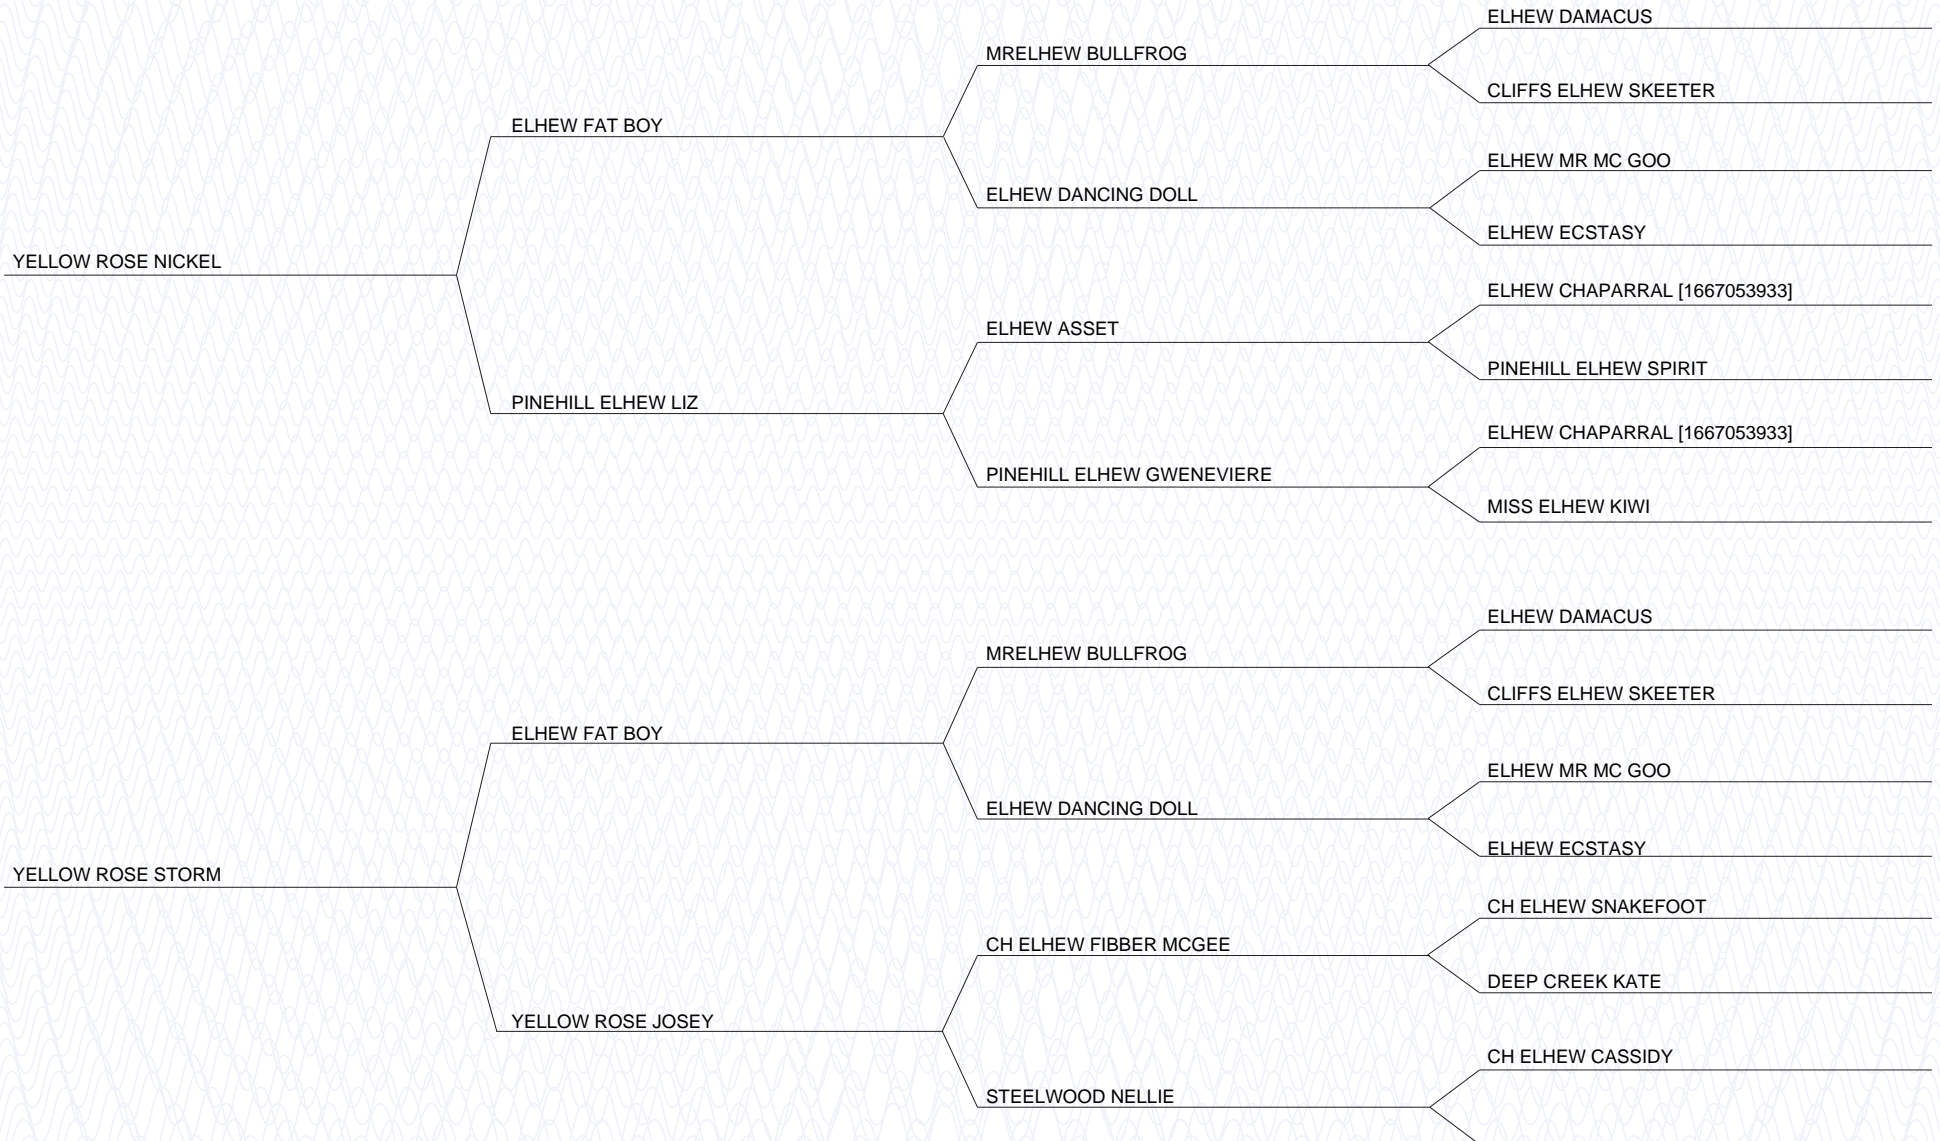 ELHEW DAMACUS
MRELHEW BULLFROG
CLIFFS ELHEW SKEETER
ELHEW FAT BOY
ELHEW MR MC GOO
ELHEW DANCING DOLL
ELHEW ECSTASY
YELLOW ROSE NICKEL
ELHEW CHAPARRAL [1667053933]
ELHEW ASSET
PINEHILL ELHEW SPIRIT
PINEHILL ELHEW LIZ
ELHEW CHAPARRAL [1667053933]
PINEHILL ELHEW GWENEVIERE
MISS ELHEW KIWI
ELHEW DAMACUS
MRELHEW BULLFROG
CLIFFS ELHEW SKEETER
ELHEW FAT BOY
ELHEW MR MC GOO
ELHEW DANCING DOLL
ELHEW ECSTASY
YELLOW ROSE STORM
CH ELHEW SNAKEFOOT
CH ELHEW FIBBER MCGEE
DEEP CREEK KATE
YELLOW ROSE JOSEY
CH ELHEW CASSIDY
STEELWOOD NELLIE